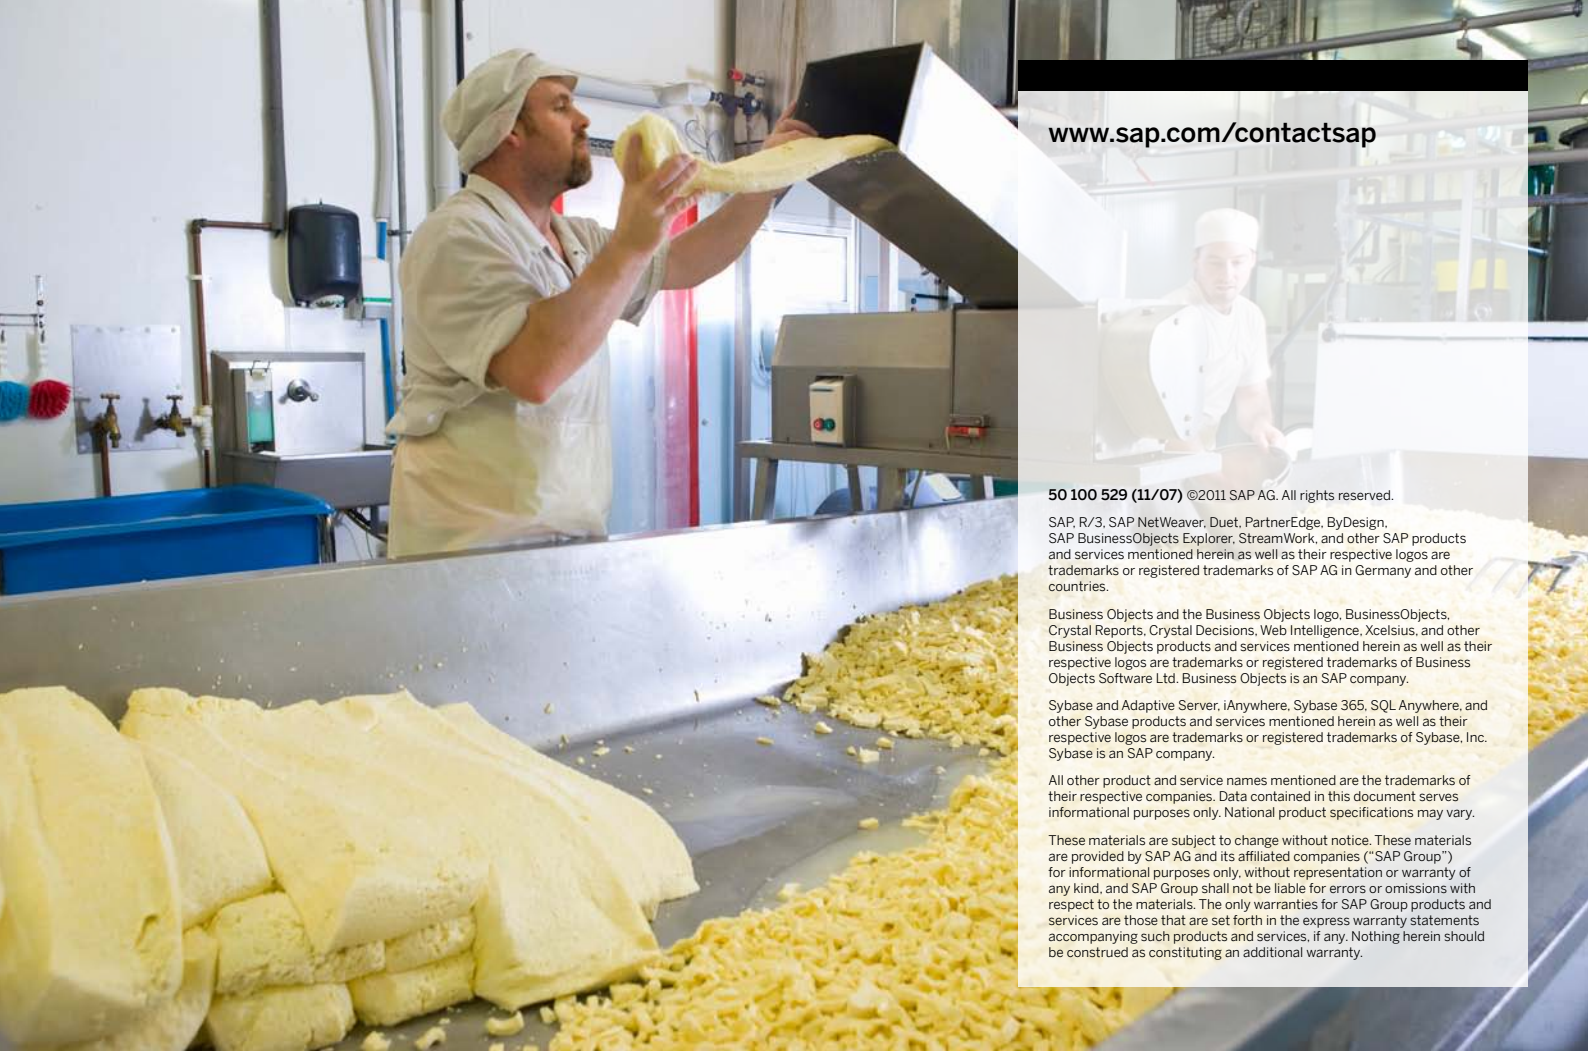 www.sap.com/contactsap
50 100 529 (11/07) ©2011 SAP AG. All rights reserved.
SAP, R/3, SAP NetWeaver, Duet, PartnerEdge, ByDesign,
SAP BusinessObjects Explorer, StreamWork, and other SAP products
and services mentioned herein as well as their respective logos are
trademarks or registered trademarks of SAP AG in Germany and other
countries.
Business Objects and the Business Objects logo, BusinessObjects,
Crystal Reports, Crystal Decisions, Web Intelligence, Xcelsius, and other
Business Objects products and services mentioned herein as well as their
respective logos are trademarks or registered trademarks of Business
Objects Software Ltd. Business Objects is an SAP company.
Sybase and Adaptive Server, iAnywhere, Sybase 365, SQL Anywhere, and
other Sybase products and services mentioned herein as well as their
respective logos are trademarks or registered trademarks of Sybase, Inc.
Sybase is an SAP company.
All other product and service names mentioned are the trademarks of
their respective companies. Data contained in this document serves
informational purposes only. National product specifications may vary.
These materials are subject to change without notice. These materials
are provided by SAP AG and its affiliated companies (“SAP Group”)
for informational purposes only, without representation or warranty of
any kind, and SAP Group shall not be liable for errors or omissions with
respect to the materials. The only warranties for SAP Group products and
services are those that are set forth in the express warranty statements
accompanying such products and services, if any. Nothing herein should
be construed as constituting an additional warranty.